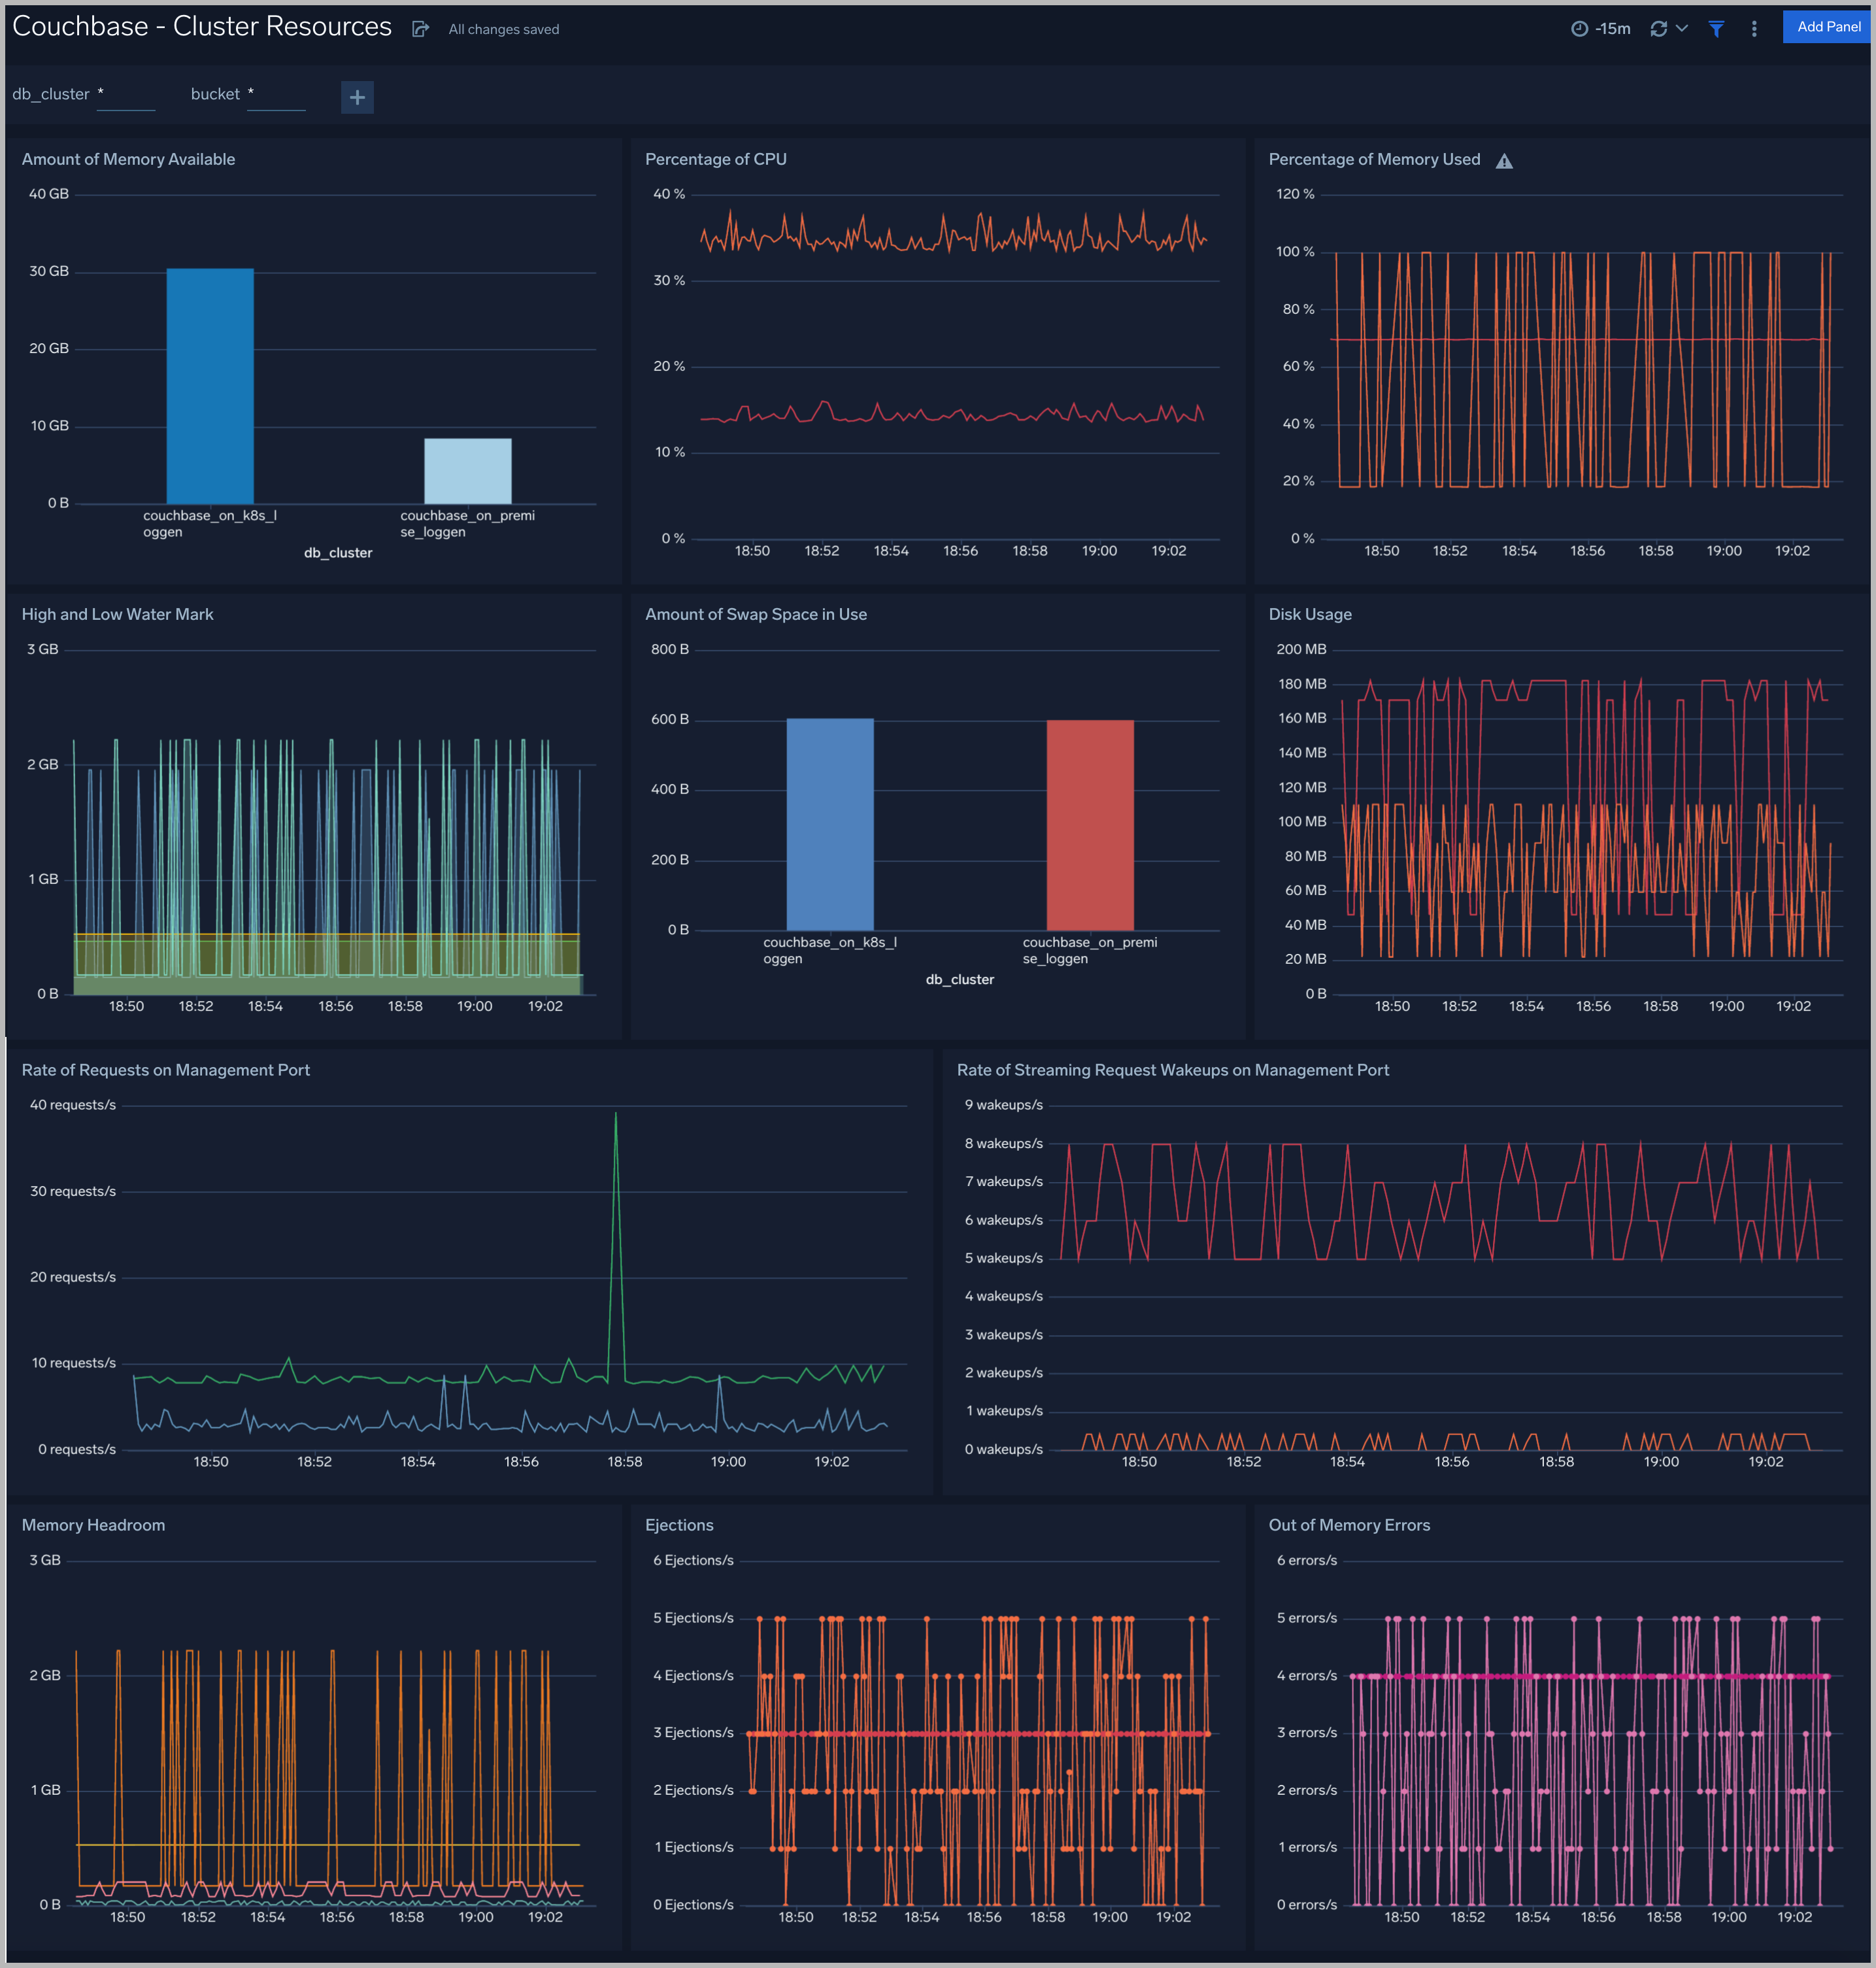 Couchbase - Cluster Resources
All changes saved
-15m
Add Panel
db_cluster *
bucket *
Amount of Memory Available
40 GB
30 GB
20 GB
10 GB
0 B
couchbase_on_k8s_l
oggen
couchbase_on_premi
se_loggen
db_cluster
Percentage of CPU
40 %
30 %
20 %
10 %
0 %
18:50 18:52 18:54 18:56 18:58 19:00 19:02
Percentage of Memory Used
120 %
100 %
80 %
60 %
40 %
20 %
0 %
18:50 18:52 18:54 18:56 18:58 19:00 19:02
High and Low Water Mark
3 GB
2 GB
1 GB
0 B
18:50 18:52 18:54 18:56 18:58 19:00 19:02
Amount of Swap Space in Use
800 B
600 B
400 B
200 B
0 B
couchbase_on_k8s_l
oggen
couchbase_on_premi
se_loggen
db_cluster
Disk Usage
200 MB
180 MB
160 MB
140 MB
120 MB
100 MB
80 MB
60 MB
40 MB
20 MB
0 B
18:50 18:52 18:54 18:56 18:58 19:00 19:02
Rate of Requests on Management Port
40 requests/s
30 requests/s
20 requests/s
10 requests/s
0 requests/s
18:50 18:52 18:54 18:56 18:58 19:00 19:02
Rate of Streaming Request Wakeups on Management Port
9 wakeups/s
8 wakeups/s
7 wakeups/s
6 wakeups/s
5 wakeups/s
4 wakeups/s
3 wakeups/s
2 wakeups/s
1 wakeups/s
0 wakeups/s
18:50 18:52 18:54 18:56 18:58 19:00 19:02
Memory Headroom
3 GB
2 GB
1 GB
0 B
18:50 18:52 18:54 18:56 18:58 19:00 19:02
Ejections
6 Ejections/s
5 Ejections/s
4 Ejections/s
3 Ejections/s
2 Ejections/s
1 Ejections/s
0 Ejections/s
18:50 18:52 18:54 18:56 18:58 19:00 19:02
Out of Memory Errors
6 errors/s
5 errors/s
4 errors/s
3 errors/s
2 errors/s
1 errors/s
0 errors/s
18:50 18:52 18:54 18:56 18:58 19:00 19:02